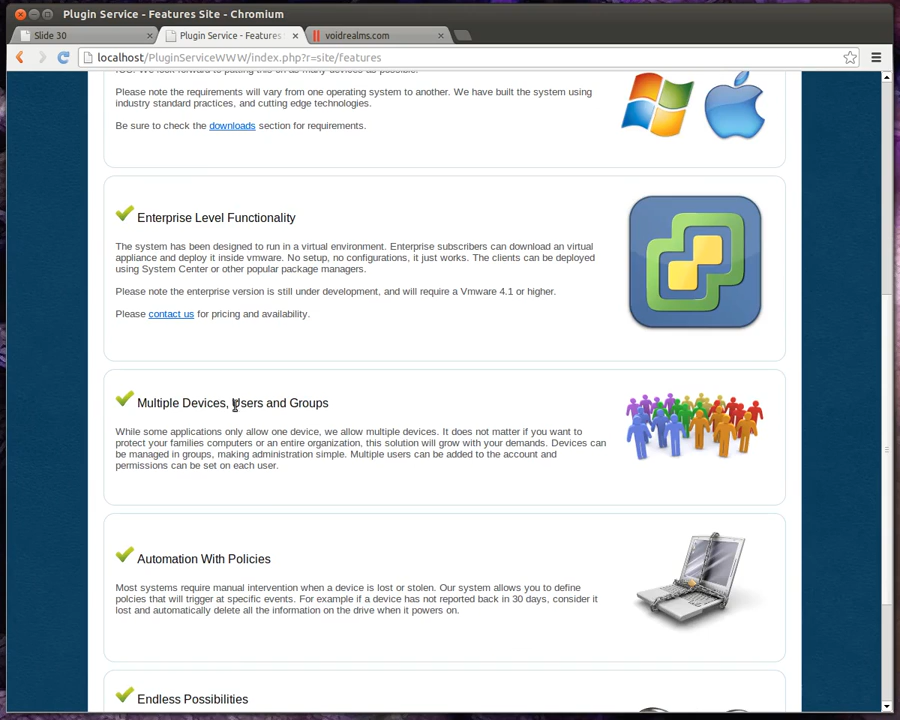 Plugin Service - Features Site - Chromium
Slide 30
Plugin Service - Features
voidrealms.com
localhost/PluginServiceWWW/index.php?r=site/features
Please note the requirements will vary from one operating system to another. We have built the system using
industry standard practices, and cutting edge technologies.
Be sure to check the downloads section for requirements.
Enterprise Level Functionality
The system has been designed to run in a virtual environment. Enterprise subscribers can download an virtual
appliance and deploy it inside vmware. No setup, no configurations, it just works. The clients can be deployed
using System Center or other popular package managers.
Please note the enterprise version is still under development, and will require a Vmware 4.1 or higher.
Please contact us for pricing and availability.
Multiple Devices, Users and Groups
While some applications only allow one device, we allow multiple devices. It does not matter if you want to
protect your families computers or an entire organization, this solution will grow with your demands. Devices can
be managed in groups, making administration simple. Multiple users can be added to the account and
permissions can be set on each user.
Automation With Policies
Most systems require manual intervention when a device is lost or stolen. Our system allows you to define
polcies that will trigger at specific events. For example if a device has not reported back in 30 days, consider it
lost and automatically delete all the information on the drive when it powers on.
Endless Possibilities